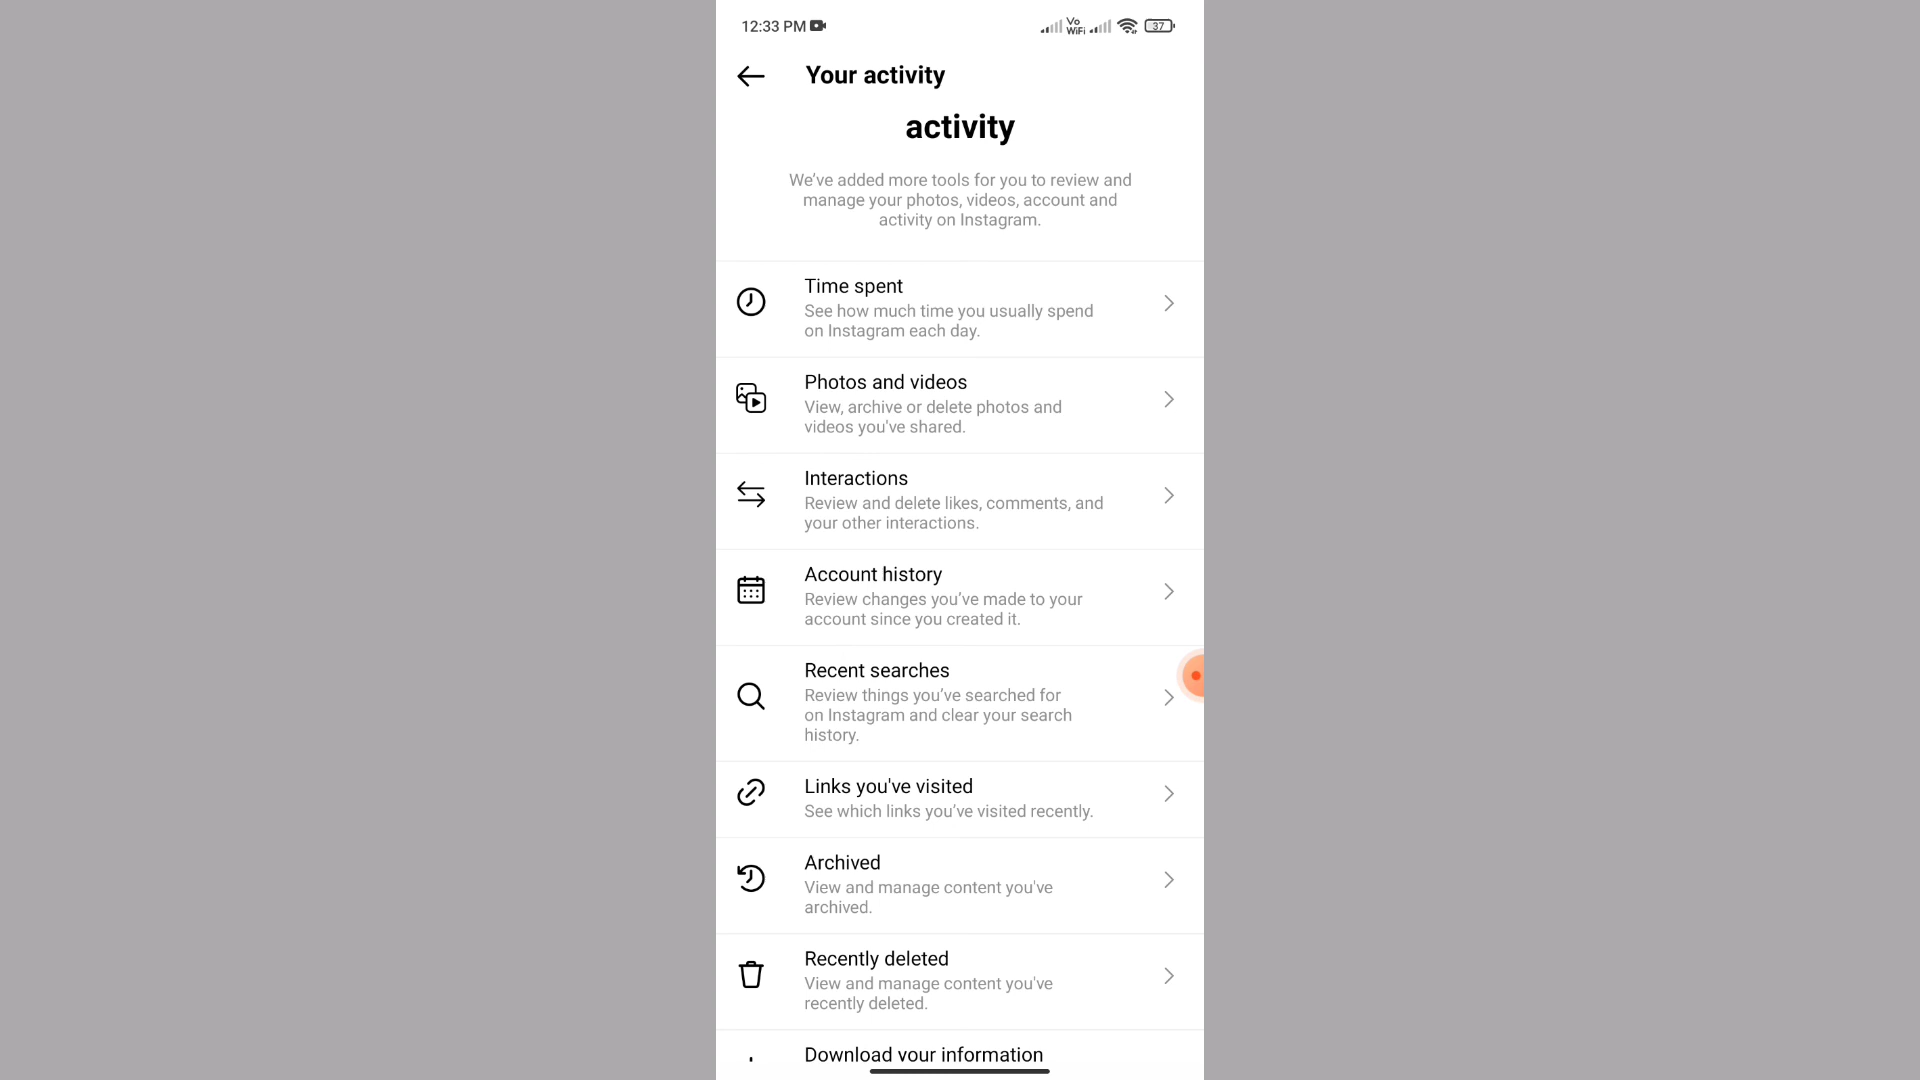 12:33 PM
Vo
WiFi
37
Your activity
activity
We’ve added more tools for you to review and
manage your photos, videos, account and
activity on Instagram.
Time spent
See how much time you usually spend
on Instagram each day.
Photos and videos
View, archive or delete photos and
videos you've shared.
Interactions
Review and delete likes, comments, and
your other interactions.
Account history
Review changes you’ve made to your
account since you created it.
Recent searches
Review things you’ve searched for
on Instagram and clear your search
history.
Links you've visited
See which links you’ve visited recently.
Archived
View and manage content you've
archived.
Recently deleted
View and manage content you've
recently deleted.
Download your information